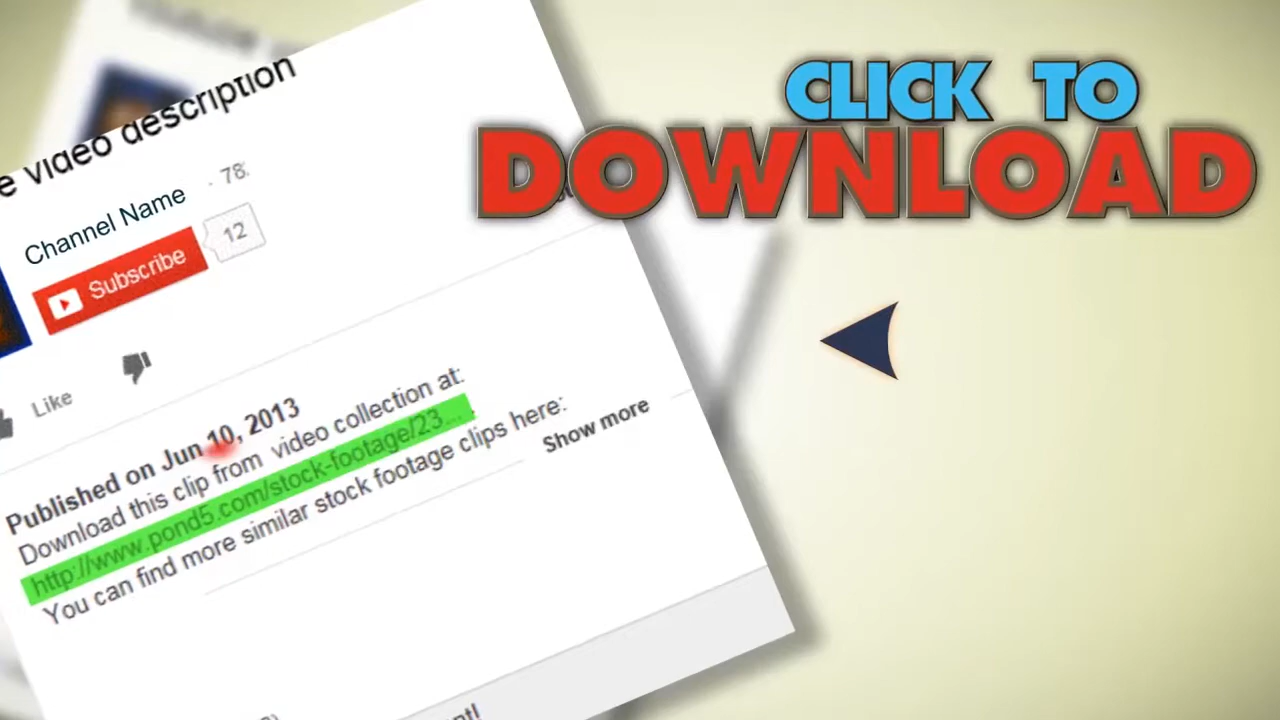 CLICK TO
DOWNLOAD
e video description
Channel Name
78
Subscribe
12
Like
Published on Jun 10, 2013
Download this clip from video collection at:
http://www.pond5.com/stock-footage/23...
You can find more similar stock footage clips here:
Show more